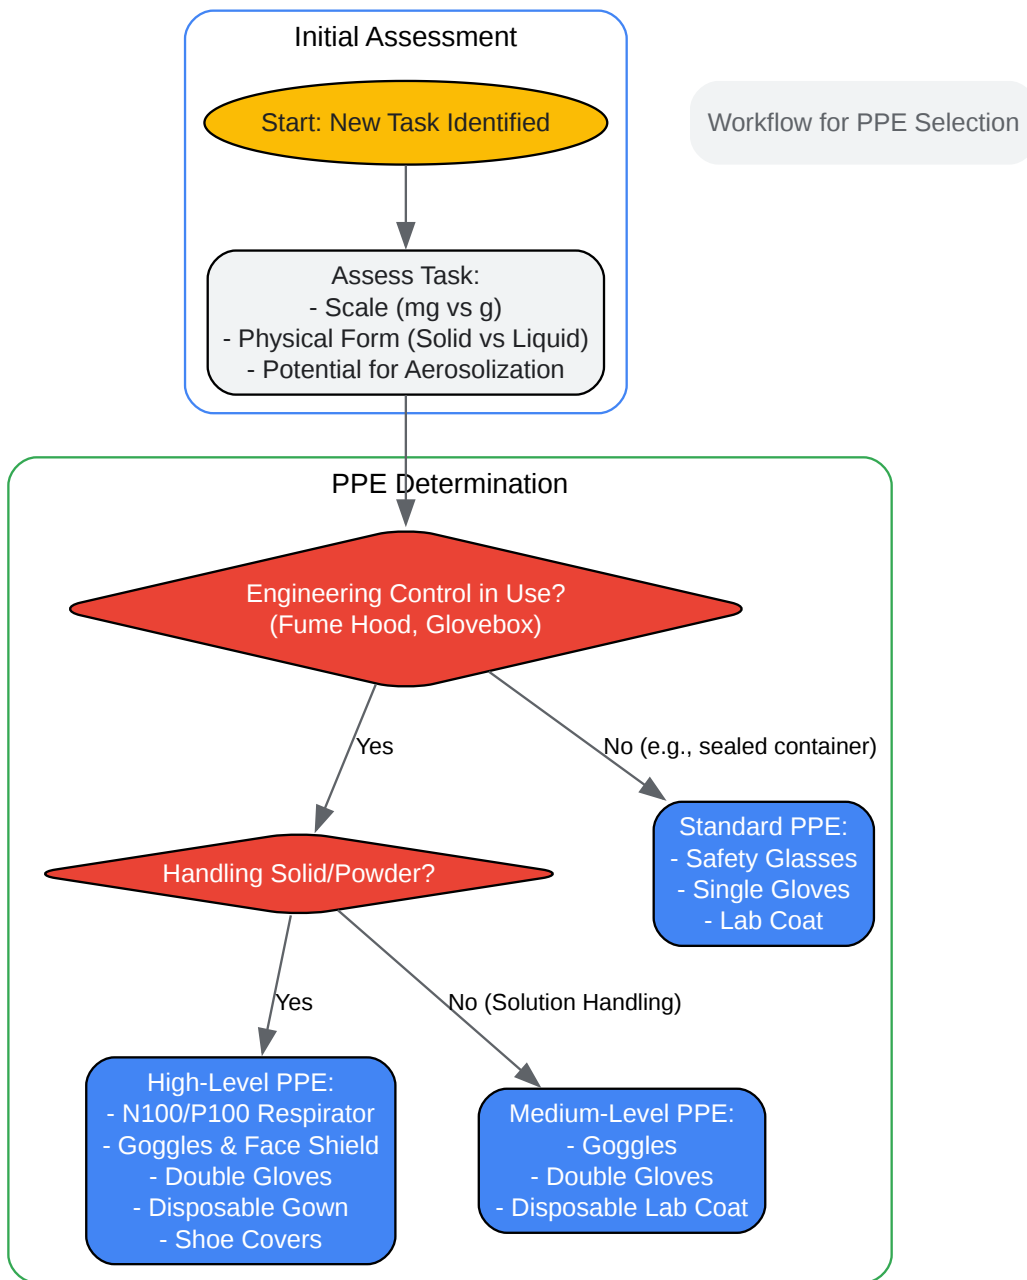 Initial Assessment
Start: New Task Identified
Workflow for PPE Selection
Assess Task:
- Scale (mg vs g)
- Physical Form (Solid vs Liquid)
- Potential for Aerosolization
PPE Determination
Engineering Control in Use?
(Fume Hood, Glovebox)
Yes
No (e.g., sealed container)
Standard PPE:
- Safety Glasses
- Single Gloves
- Lab Coat
Handling Solid/Powder?
Yes
No (Solution Handling)
High-Level PPE:
- N100/P100 Respirator
- Goggles & Face Shield
- Double Gloves
- Disposable Gown
- Shoe Covers
Medium-Level PPE:
- Goggles
- Double Gloves
- Disposable Lab Coat